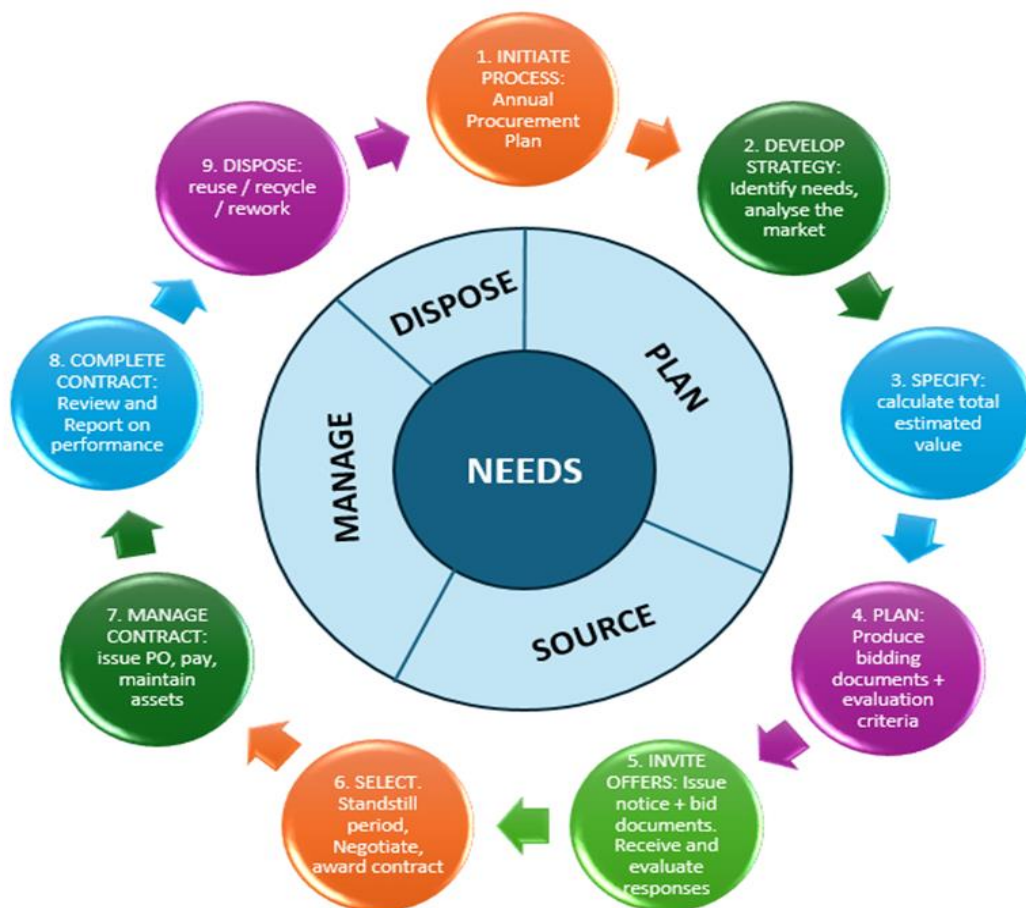 1. INITIATE
PROCESS:
Annual
Procurement
Plan
2. DEVELOP
STRATEGY:
Identify needs,
analyse the
market
3. SPECIFY:
calculate total
estimated
value
4. PLAN:
Produce
bidding
documents +
evaluation
criteria
5. INVITE
OFFERS: Issue
notice + bid
documents.
Receive and
evaluate
responses
6. SELECT.
Standstill
period,
Negotiate,
award contract
7. MANAGE
CONTRACT:
issue PO, pay,
maintain
assets
8. COMPLETE
CONTRACT:
Review and
Report on
performance
9. DISPOSE:
reuse / recycle
/ rework
PLAN
SOURCE
MANAGE
DISPOSE
NEEDS